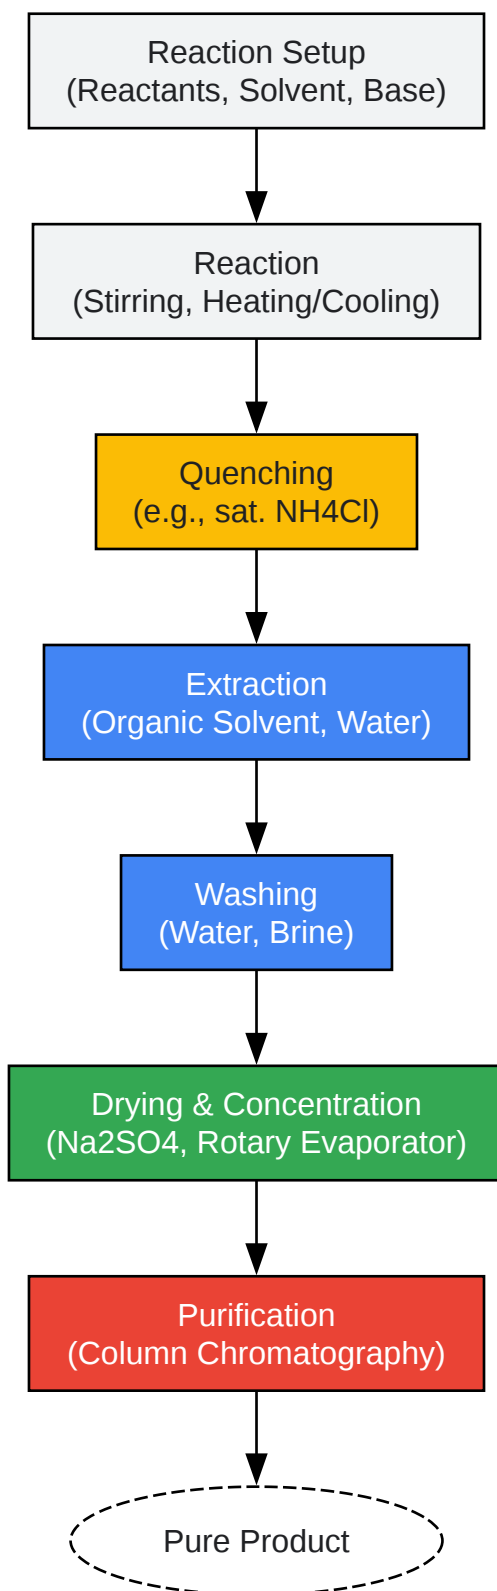 Reaction Setup
(Reactants, Solvent, Base)
Reaction
(Stirring, Heating/Cooling)
Quenching
(e.g., sat. NH4Cl)
Extraction
(Organic Solvent, Water)
Washing
(Water, Brine)
Drying & Concentration
(Na2SO4, Rotary Evaporator)
Purification
(Column Chromatography)
Pure Product